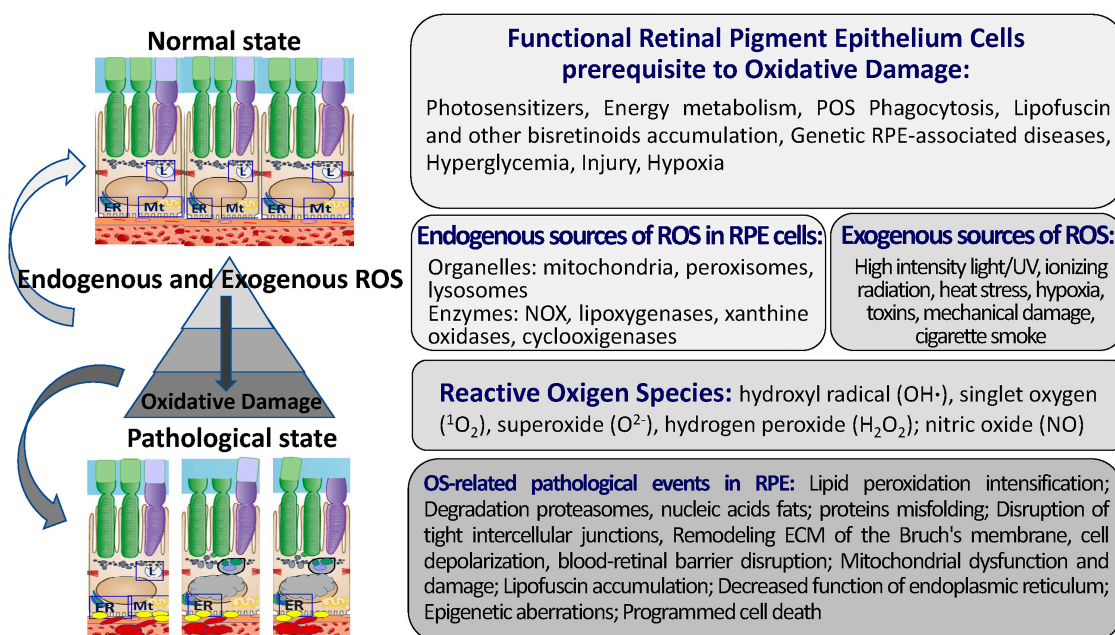 Normal state
L
L
L
ER
Mt
ER
Mt
ER
Mt
Endogenous and Exogenous ROS
Oxidative Damage
Pathological state
L
ER
Mt
ER
ER
Functional Retinal Pigment Epithelium Cells
prerequisite to Oxidative Damage:
Photosensitizers, Energy metabolism, POS Phagocytosis, Lipofuscin
and other bisretinoids accumulation, Genetic RPE-associated diseases,
Hyperglycemia, Injury, Hypoxia
Endogenous sources of ROS in RPE cells:
Organelles: mitochondria, peroxisomes,
lysosomes
Enzymes: NOX, lipoxygenases, xanthine
oxidases, cyclooxigenases
Exogenous sources of ROS:
High intensity light/UV, ionizing
radiation, heat stress, hypoxia,
toxins, mechanical damage,
cigarette smoke
Reactive Oxigen Species: hydroxyl radical (OH·), singlet oxygen
(¹O₂), superoxide (O²⁻), hydrogen peroxide (H₂O₂); nitric oxide (NO)
OS-related pathological events in RPE: Lipid peroxidation intensification;
Degradation proteasomes, nucleic acids fats; proteins misfolding; Disruption of
tight intercellular junctions, Remodeling ECM of the Bruch's membrane, cell
depolarization, blood-retinal barrier disruption; Mitochondrial dysfunction and
damage; Lipofuscin accumulation; Decreased function of endoplasmic reticulum;
Epigenetic aberrations; Programmed cell death